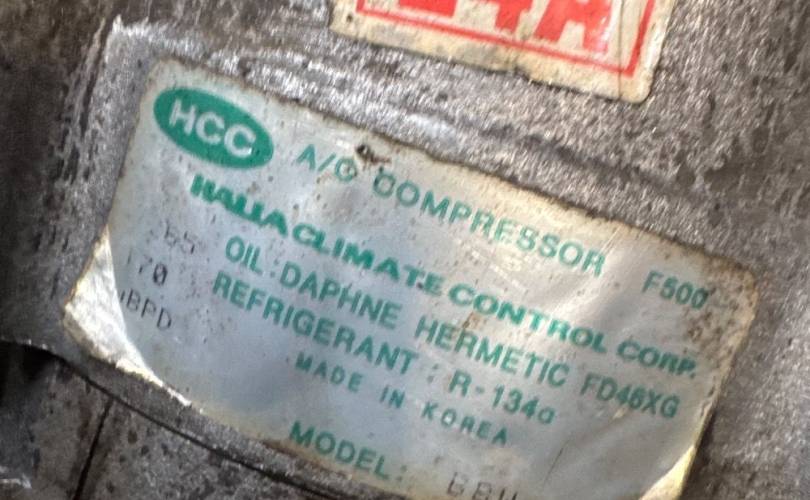 HCC A/C COMPRESSOR F500
HALLA CLIMATE CONTROL CORP.
OIL : DAPHNE HERMETIC FD46XG
REFRIGERANT : R-134a
MADE IN KOREA
MODEL: